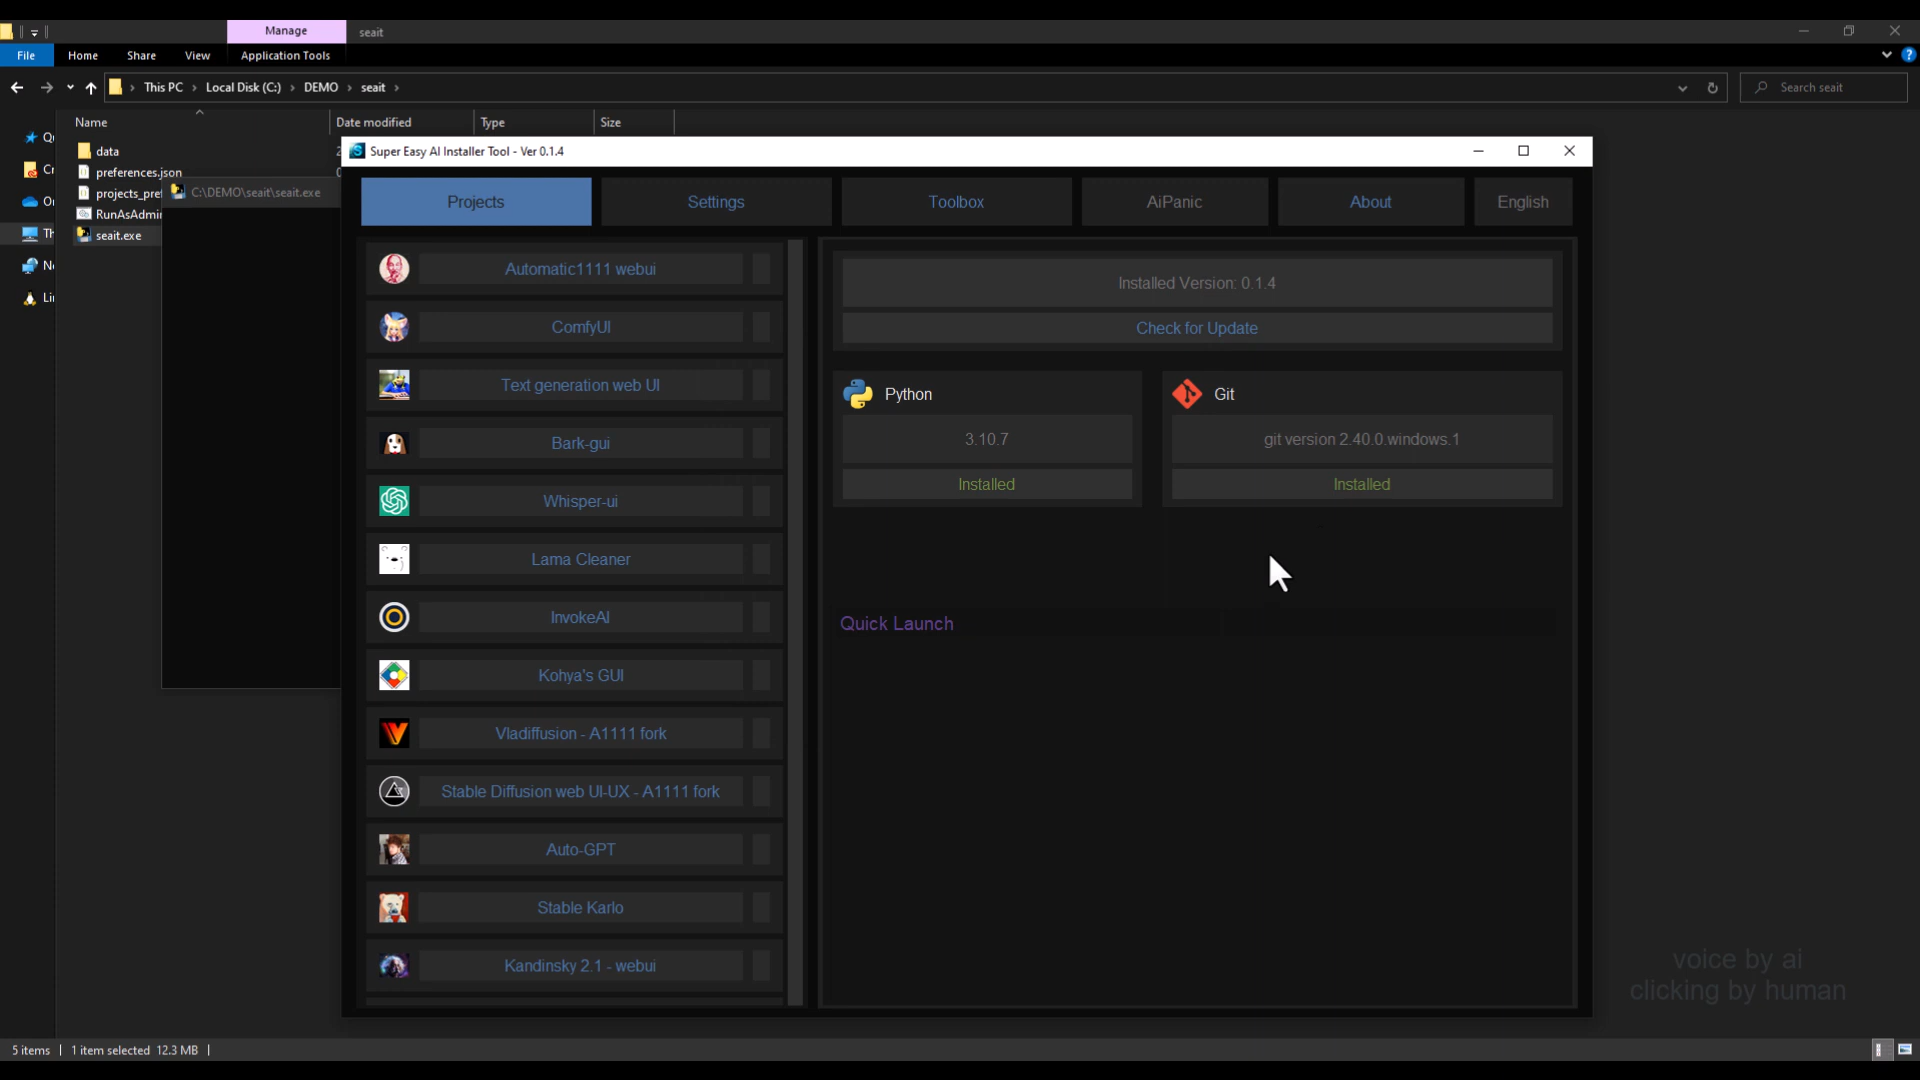 Manage
seait
File
Home
Share
View
Application Tools
This PC
Local Disk (C:)
DEMO
seait
Search seait
Name
Date modified
Type
Size
data
preferences.json
projects_pre
RunAsAdmi
seait.exe
C:\DEMO\seait\seait.exe
Super Easy AI Installer Tool - Ver 0.1.4
Projects
Settings
Toolbox
AiPanic
About
English
Automatic1111 webui
ComfyUI
Text generation web UI
Bark-gui
Whisper-ui
Lama Cleaner
InvokeAI
Kohya's GUI
Vladiffusion - A1111 fork
Stable Diffusion web UI-UX - A1111 fork
Auto-GPT
Stable Karlo
Kandinsky 2.1 - webui
Installed Version: 0.1.4
Check for Update
Python
3.10.7
Installed
Git
git version 2.40.0.windows.1
Installed
Quick Launch
voice by ai
clicking by human
5 items
1 item selected 12.3 MB